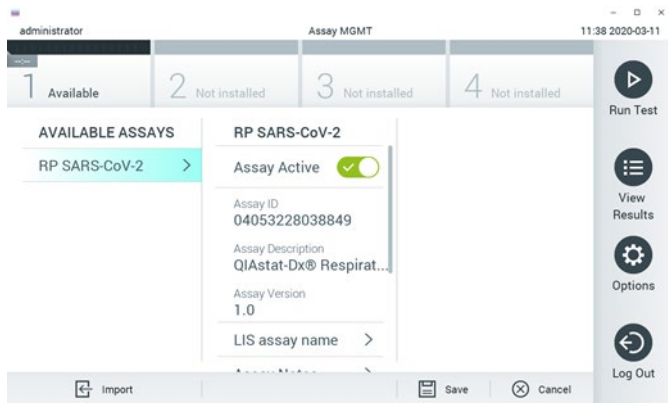 administrator
Assay MGMT
11:38 2020-03-11
1 Available
2 Not installed
3 Not installed
4 Not installed
Run Test
View
Results
Options
Log Out
AVAILABLE ASSAYS
RP SARS-CoV-2
RP SARS-CoV-2
Assay Active
Assay ID
04053228038849
Assay Description
QIAstat-Dx® Respirat...
Assay Version
1.0
LIS assay name
Import
Save
Cancel